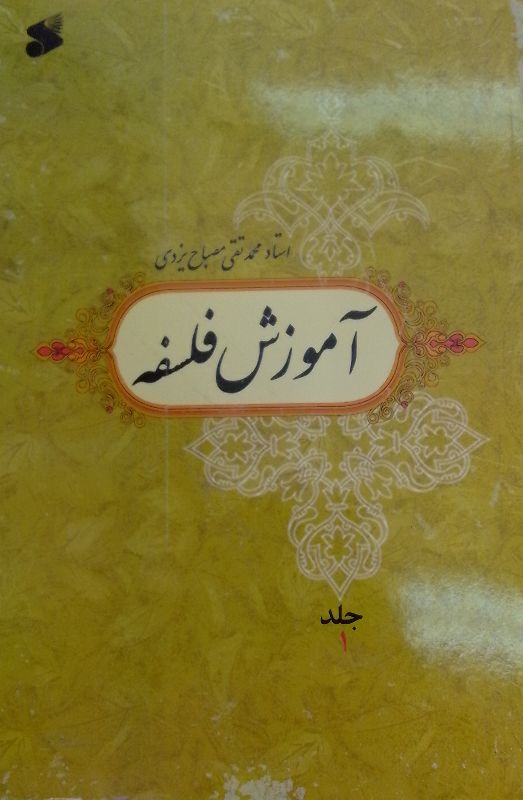 استاد محمد تقی مصباح یزدی
آموزش فلسفه
جلد
۱